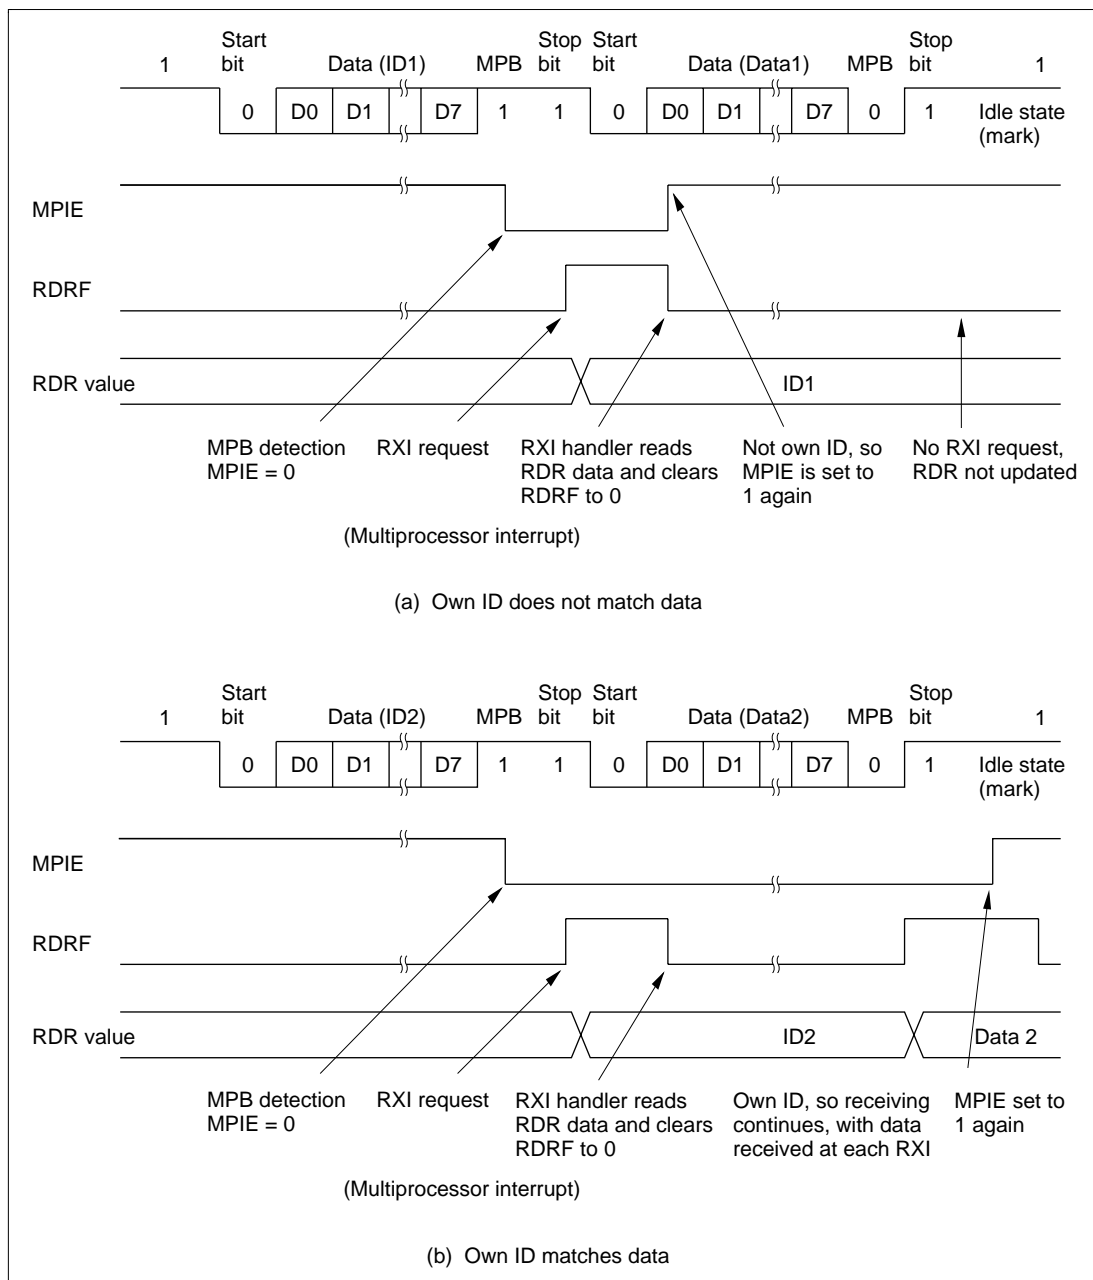 Start Stop Start Stop
1 bit Data (ID1) MPB bit bit Data (Data1) MPB bit 1
0 D0 D1 D7 1 1 0 D0 D1 D7 0 1 Idle state
(mark)
MPIE
RDRF
RDR value ID1
MPB detection
MPIE = 0
RXI request
RXI handler reads
RDR data and clears
RDRF to 0
Not own ID, so
MPIE is set to
1 again
No RXI request,
RDR not updated
(Multiprocessor interrupt)
(a) Own ID does not match data
Start Stop Start Stop
1 bit Data (ID2) MPB bit bit Data (Data2) MPB bit 1
0 D0 D1 D7 1 1 0 D0 D1 D7 0 1 Idle state
(mark)
MPIE
RDRF
RDR value ID2 Data 2
MPB detection
MPIE = 0
RXI request
RXI handler reads
RDR data and clears
RDRF to 0
Own ID, so receiving
continues, with data
received at each RXI
MPIE set to
1 again
(Multiprocessor interrupt)
(b) Own ID matches data